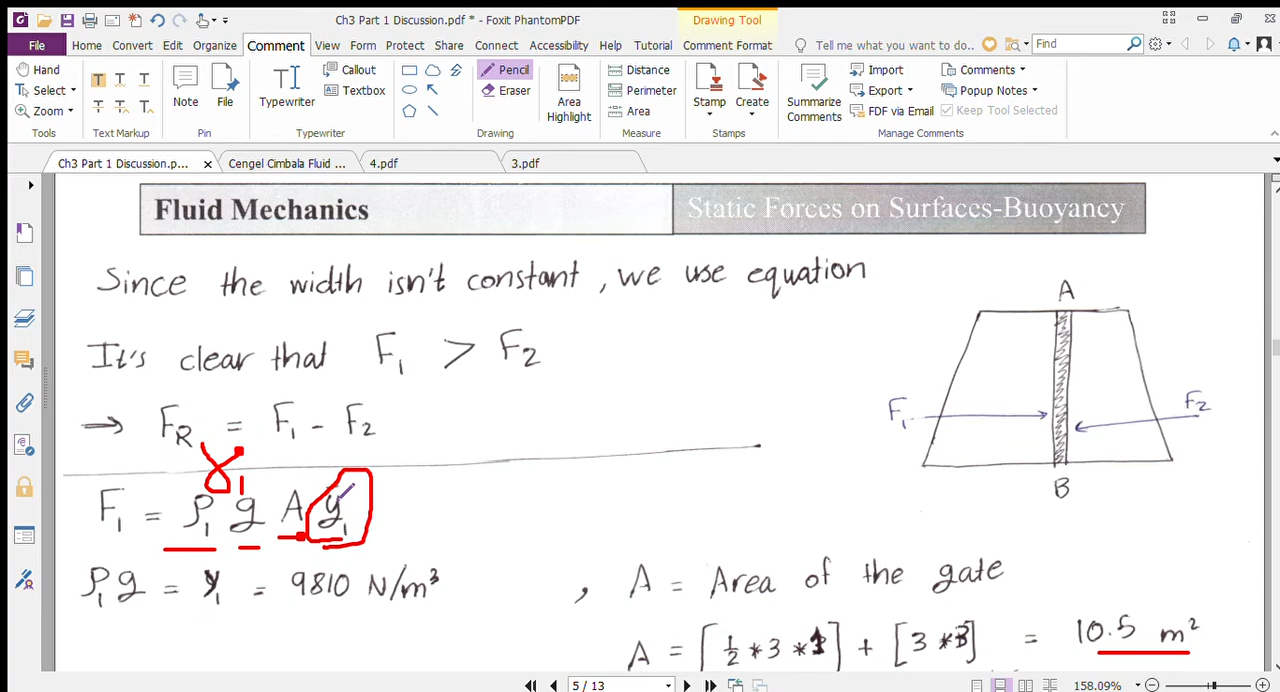 Ch3 Part 1 Discussion.pdf * - Foxit PhantomPDF
Drawing Tool
File Home Convert Edit Organize Comment View Form Protect Share Connect Accessibility Help Tutorial Comment Format Tell me what you want to do.. Find
Hand
Select
Zoom
Tools
Text Markup
Note
File
Pin
Typewriter
Callout
Textbox
Typewriter
Pencil
Eraser
Drawing
Area Highlight
Distance
Perimeter
Area
Measure
Stamp
Create
Stamps
Summarize Comments
Import
Export
FDF via Email
Comments
Popup Notes
Keep Tool Selected
Manage Comments
Ch3 Part 1 Discussion.p... Cengel Cimbala Fluid ... 4.pdf 3.pdf
Fluid Mechanics
Static Forces on Surfaces-Buoyancy
Since the width isn't constant, we use equation
It's clear that F₁ > F₂
⇒ F_R = F₁ - F₂
γ₁
F₁ = ρ₁ g A y₁
ρ₁g = γ₁ = 9810 N/m³ , A = Area of the gate
A = [½*3*1] + [3*3] = 10.5 m²
A
F₁
F₂
B
5 / 13
158.09%